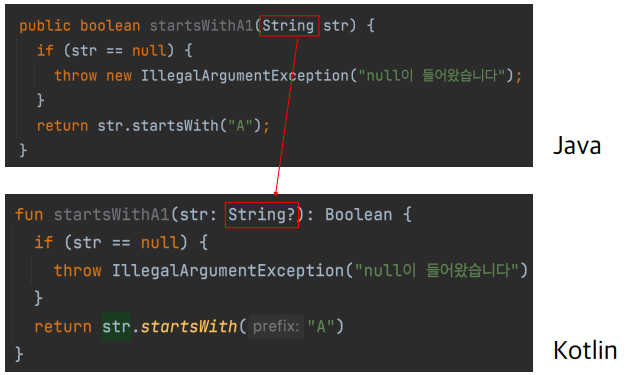 public boolean startsWithA1(String str) {
if (str == null) {
throw new IllegalArgumentException("null이 들어왔습니다");
}
return str.startsWith("A");
}
Java
fun startsWithA1(str: String?): Boolean {
if (str == null) {
throw IllegalArgumentException("null이 들어왔습니다")
}
return str.startsWith( prefix: "A")
}
Kotlin